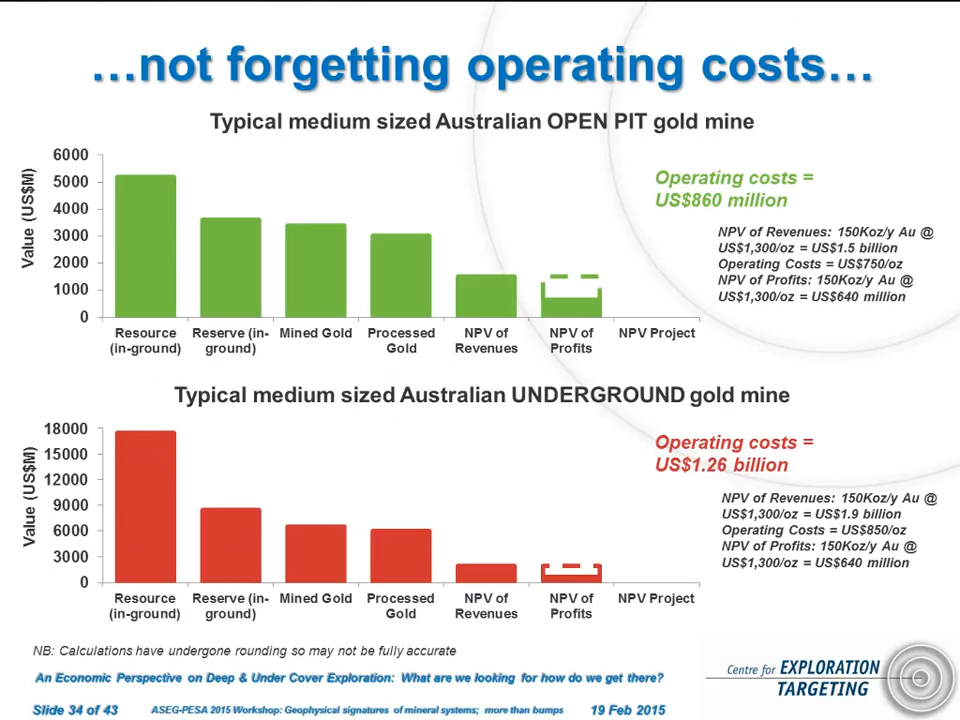 …not forgetting operating costs…
Typical medium sized Australian OPEN PIT gold mine
Value (US$M)
6000
5000
4000
3000
2000
1000
0
Resource (in-ground)
Reserve (in-ground)
Mined Gold
Processed Gold
NPV of Revenues
NPV of Profits
NPV Project
Operating costs =
US$860 million
NPV of Revenues: 150Koz/y Au @
US$1,300/oz = US$1.5 billion
Operating Costs = US$750/oz
NPV of Profits: 150Koz/y Au @
US$1,300/oz = US$640 million
Typical medium sized Australian UNDERGROUND gold mine
Value (US$M)
18000
15000
12000
9000
6000
3000
0
Resource (in-ground)
Reserve (in-ground)
Mined Gold
Processed Gold
NPV of Revenues
NPV of Profits
NPV Project
Operating costs =
US$1.26 billion
NPV of Revenues: 150Koz/y Au @
US$1,300/oz = US$1.9 billion
Operating Costs = US$850/oz
NPV of Profits: 150Koz/y Au @
US$1,300/oz = US$640 million
NB: Calculations have undergone rounding so may not be fully accurate
An Economic Perspective on Deep & Under Cover Exploration: What are we looking for how do we get there?
Slide 34 of 43
ASEG-PESA 2015 Workshop: Geophysical signatures of mineral systems; more than bumps
19 Feb 2015
Centre for EXPLORATION
TARGETING